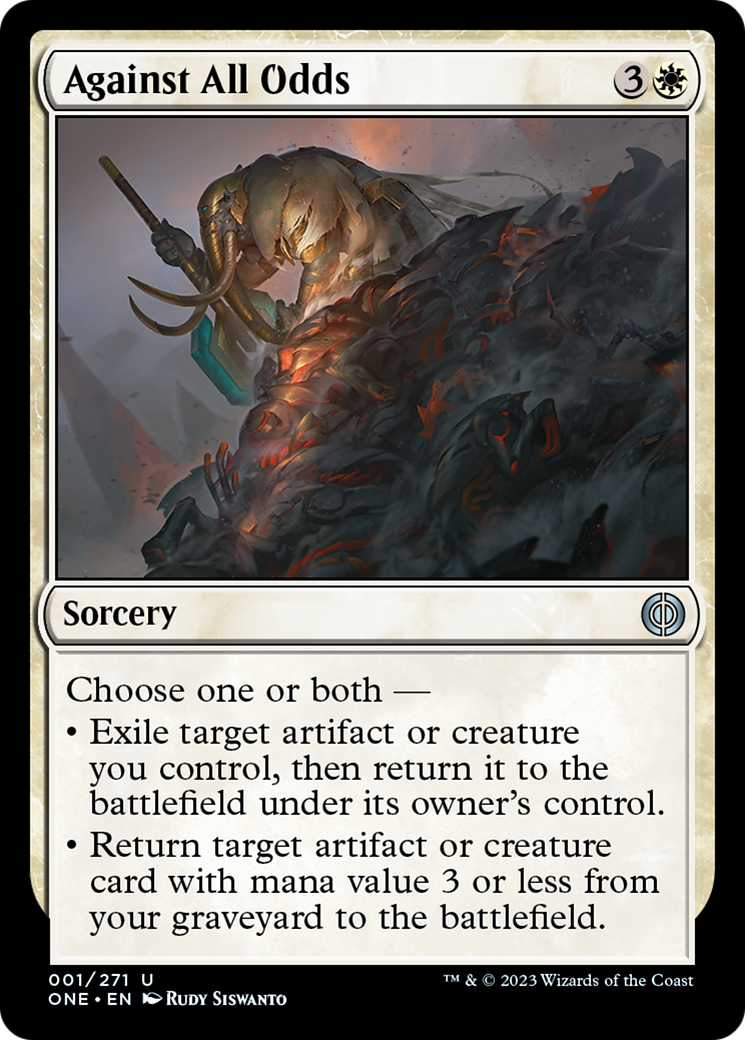 Against All Odds 3
Sorcery
Choose one or both —
• Exile target artifact or creature
you control, then return it to the
battlefield under its owner's control.
• Return target artifact or creature
card with mana value 3 or less from
your graveyard to the battlefield.
001/271 U
ONE • EN Rudy Siswanto
™ & © 2023 Wizards of the Coast